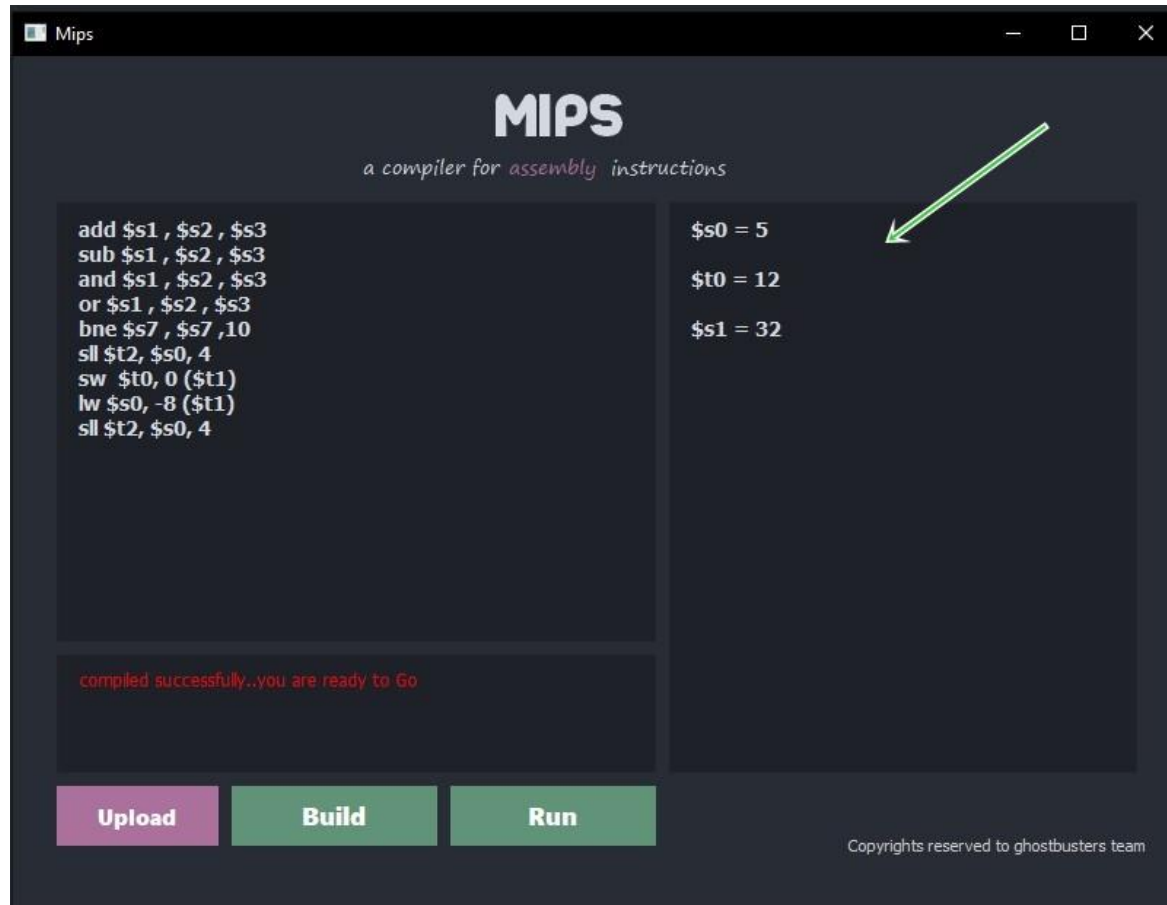 Mips
MIPS
a compiler for assembly instructions
add $s1 , $s2 , $s3
sub $s1 , $s2 , $s3
and $s1 , $s2 , $s3
or $s1 , $s2 , $s3
bne $s7 , $s7 ,10
sll $t2, $s0, 4
sw  $t0, 0 ($t1)
lw $s0, -8 ($t1)
sll $t2, $s0, 4
$s0 = 5
$t0 = 12
$s1 = 32
compiled successfully..you are ready to Go
Upload
Build
Run
Copyrights reserved to ghostbusters team